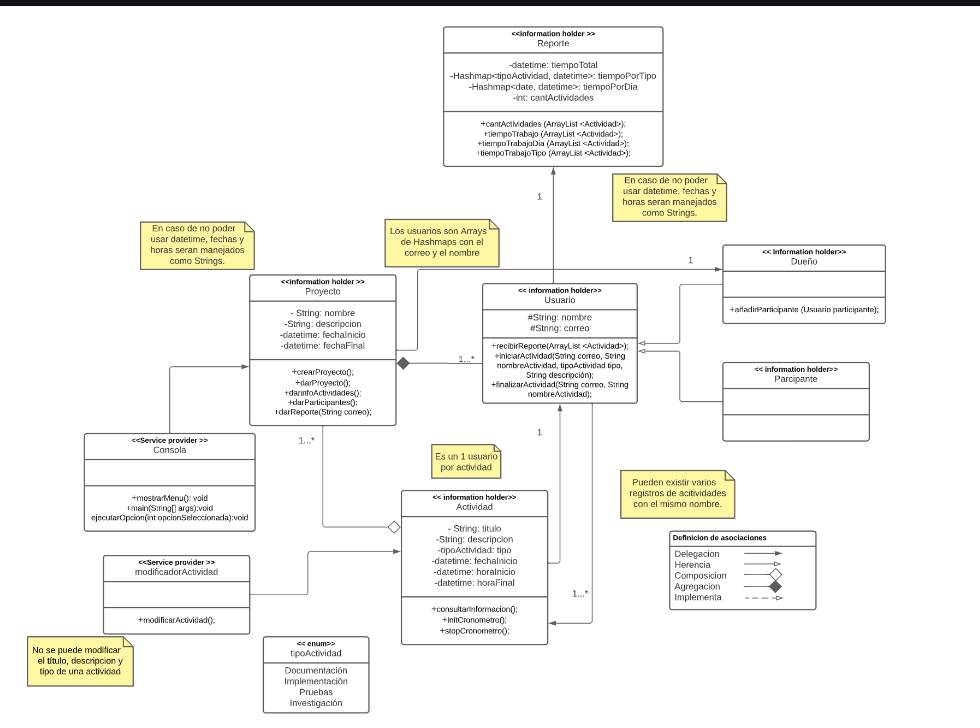 <<information holder >>
Reporte
-datetime: tiempoTotal
-Hashmap<tipoActividad, datetime>: tiempoPorTipo
-Hashmap<date, datetime>: tiempoPorDia
-int: cantActividades
+cantActividades (ArrayList <Actividad>);
+tiempoTrabajo (ArrayList <Actividad>);
+tiempoTrabajoDia (ArrayList <Actividad>);
+tiempoTrabajoTipo (ArrayList <Actividad>);
1
En caso de no poder
usar datetime, fechas y
horas seran manejados
como Strings.
En caso de no poder
usar datetime, fechas y
horas seran manejados
como Strings.
Los usuarios son Arrays
de Hashmaps con el
correo y el nombre
1
<< information holder>>
Dueño
+añadirParticipante (Usuario participante);
<<information holder >>
Proyecto
- String: nombre
-String: descripcion
-datetime: fechaInicio
-datetime: fechaFinal
+crearProyecto();
+darProyecto();
+darinfoActividades();
+darParticipantes();
+darReporte(String correo);
1...*
<< information holder>>
Usuario
#String: nombre
#String: correo
+recibirReporte(ArrayList <Actividad>);
+iniciarActividad(String correo, String
nombreActividad, tipoActividad tipo,
String descripción);
+finalizarActividad(String correo, String
nombreActividad);
<< information holder>>
Parcipante
1...*
1
<<Service provider >>
Consola
+mostrarMenu(): void
+main(String[] args):void
ejecutarOpcion(int opcionSeleccionada):void
Es un 1 usuario
por actividad
Pueden existir varios
registros de acitividades
con el mismo nombre.
<< information holder>>
Actividad
- String: titulo
-String: descripcion
-tipoActividad: tipo
-datetime: fechaInicio
-datetime: horaInicio
-datetime: horaFinal
+consultarInformacion();
+initCronometro();
+stopCronometro();
1...*
Definicion de asociaciones
Delegacion
Herencia
Composicion
Agregacion
Implementa
<<Service provider >>
modificadorActividad
+modificarActividad();
No se puede modificar
el título, descripcion y
tipo de una actividad
<< enum>>
tipoActividad
Documentación
Implementación
Pruebas
Investigación